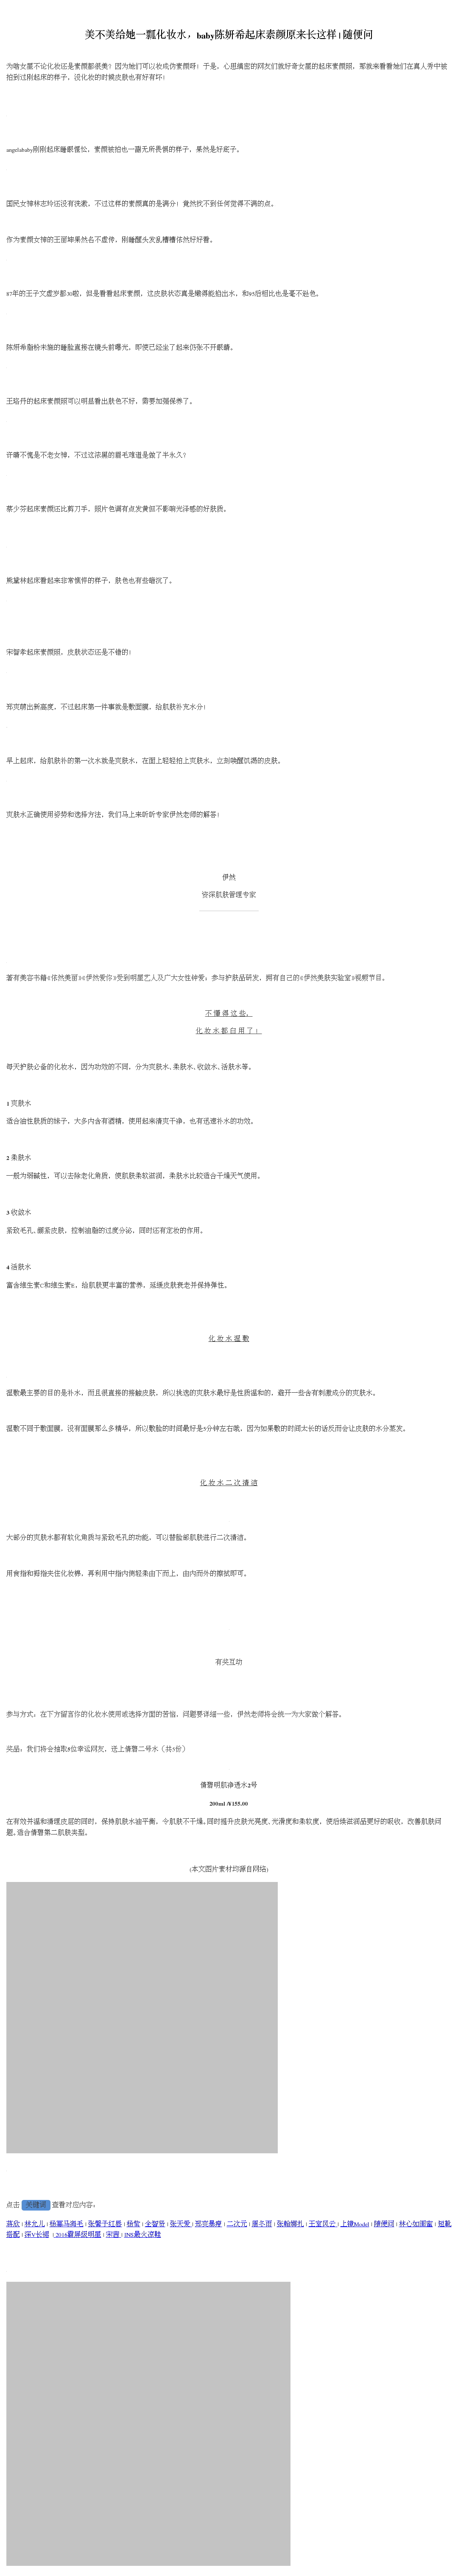 美不美给她一瓢化妆水，baby陈妍希起床素颜原来长这样 | 随便问
为啥女星不论化妆还是素颜都很美？因为她们可以妆成伪素颜呀！于是，心思缜密的网友们就好奇女星的起床素颜照，那就来看看她们在真人秀中被
拍到过刚起床的样子，没化妆的时候皮肤也有好有坏！
angelababy刚刚起床睡眼惺忪，素颜被拍也一副无所畏惧的样子，果然是好底子。
国民女神林志玲还没有洗漱，不过这样的素颜真的是满分！竟然找不到任何觉得不满的点。
作为素颜女神的王丽坤果然名不虚传，刚睡醒头发乱糟糟依然好好看。
87年的王子文虚岁都30啦，但是看看起床素颜，这皮肤状态真是嫩得能掐出水，和95后相比也是毫不逊色。
陈妍希脂粉未施的睡脸直接在镜头前曝光，即使已经坐了起来仍张不开眼睛。
王珞丹的起床素颜照可以明显看出肤色不好，需要加强保养了。
许晴不愧是不老女神，不过这浓黑的眉毛难道是做了半永久？
蔡少芬起床素颜还比剪刀手，照片色调有点发黄但不影响光泽感的好肤质。
熊黛林起床看起来非常憔悴的样子，肤色也有些暗沉了。
宋智孝起床素颜照，皮肤状态还是不错的！
郑爽萌出新高度，不过起床第一件事就是敷面膜，给肌肤补充水分！
早上起床，给肌肤补的第一次水就是爽肤水，在面上轻轻拍上爽肤水，立刻唤醒饥渴的皮肤。
爽肤水正确使用姿势和选择方法，我们马上来听听专家伊然老师的解答！
伊然
资深肌肤管理专家
著有美容书籍《依然美丽》《伊然爱你》受到明星艺人及广大女性钟爱；参与护肤品研发，拥有自己的《伊然美肤实验室》视频节目。
不 懂 得 这 些，
化 妆 水 都 白 用 了 ！
每天护肤必备的化妆水，因为功效的不同，分为爽肤水、柔肤水、收敛水、活肤水等。
1 爽肤水
适合油性肤质的妹子，大多内含有酒精，使用起来清爽干净，也有迅速补水的功效。
2 柔肤水
一般为弱碱性，可以去除老化角质，使肌肤柔软滋润，柔肤水比较适合干燥天气使用。
3 收敛水
紧致毛孔、绷紧皮肤，控制油脂的过度分泌，同时还有定妆的作用。
4 活肤水
富含维生素C和维生素E，给肌肤更丰富的营养，延缓皮肤衰老并保持弹性。
化 妆 水 湿 敷
湿敷最主要的目的是补水，而且很直接的接触皮肤，所以挑选的爽肤水最好是性质温和的，避开一些含有刺激成分的爽肤水。
湿敷不同于敷面膜，没有面膜那么多精华，所以敷脸的时间最好是5分钟左右哦，因为如果敷的时间太长的话反而会让皮肤的水分蒸发。
化 妆 水 二 次 清 洁
大部分的爽肤水都有软化角质与紧致毛孔的功能，可以替脸部肌肤进行二次清洁。
用食指和拇指夹住化妆棉，再利用中指内侧轻柔由下而上，由内而外的擦拭即可。
有奖互动
参与方式：在下方留言你的化妆水使用或选择方面的苦恼，问题要详细一些，伊然老师将会统一为大家做个解答。
奖品：我们将会抽取5位幸运网友，送上倩碧二号水（共5份）
倩碧明肌净透水2号
200ml /¥155.00
在有效并温和清理皮层的同时，保持肌肤水油平衡、令肌肤不干燥。同时提升皮肤光亮度、光滑度和柔软度，使后续滋润品更好的吸收，改善肌肤问
题。适合倩碧第二肌肤类型。
(本文图片素材均源自网络)
点击 关键词 查看对应内容：
蒋欣 | 林允儿 | 杨幂马海毛 | 张馨予红唇 | 杨紫 | 全智贤 | 张天爱 | 郑爽暴瘦 | 二次元 | 潘冬雨 | 张翰娜扎 | 王室风云 | 上镜Model | 随便问 | 林心如闺蜜 | 短靴
搭配 | 深V长裙 | 2016霸屏级明星 | 宋茜 | INS最火凉鞋